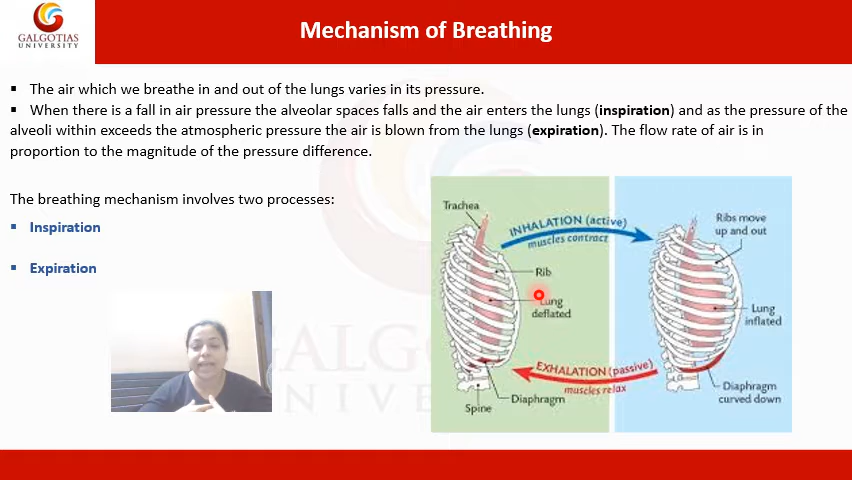 GALGOTIAS
UNIVERSITY
Mechanism of Breathing
▪ The air which we breathe in and out of the lungs varies in its pressure.
▪ When there is a fall in air pressure the alveolar spaces falls and the air enters the lungs (inspiration) and as the pressure of the
alveoli within exceeds the atmospheric pressure the air is blown from the lungs (expiration). The flow rate of air is in
proportion to the magnitude of the pressure difference.
The breathing mechanism involves two processes:
▪ Inspiration
▪ Expiration
Trachea
INHALATION (active)
muscles contract
Ribs move
up and out
Rib
Lung
deflated
Lung
inflated
EXHALATION (passive)
muscles relax
Diaphragm
Spine
Diaphragm
curved down